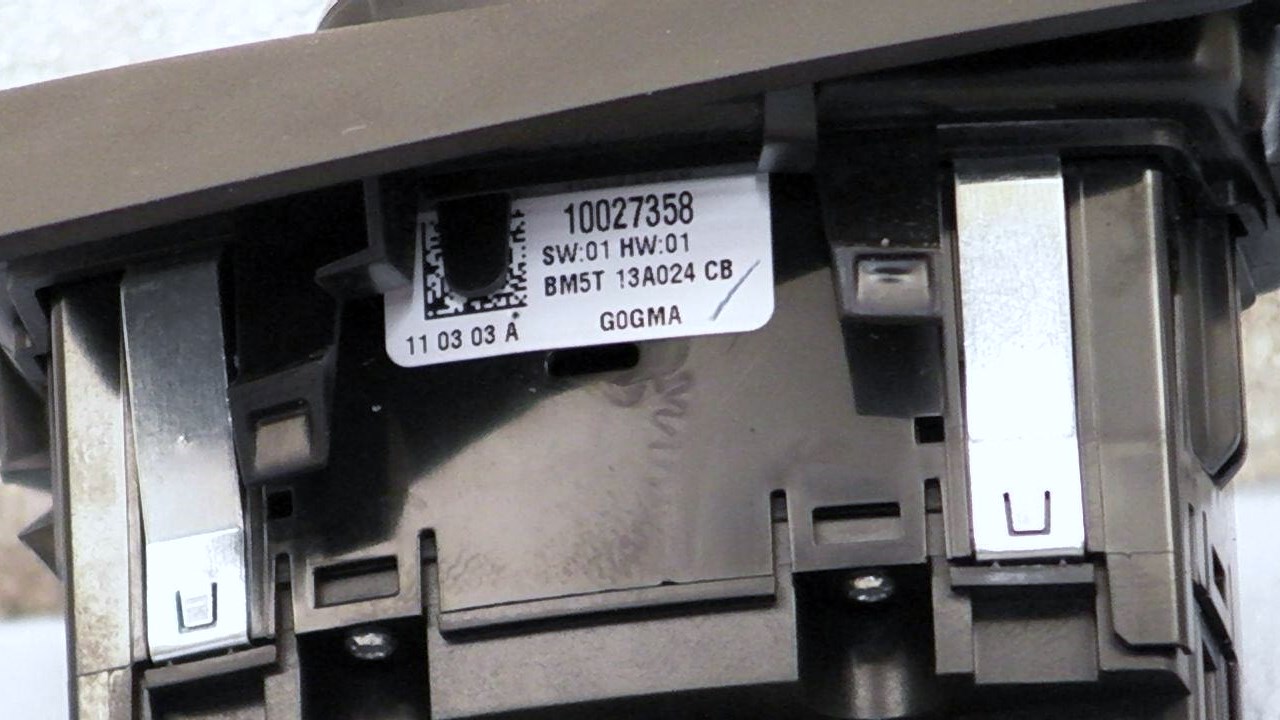 10027358
SW:01 HW:01
BM5T 13A024 CB
G0GMA
11 03 03 A